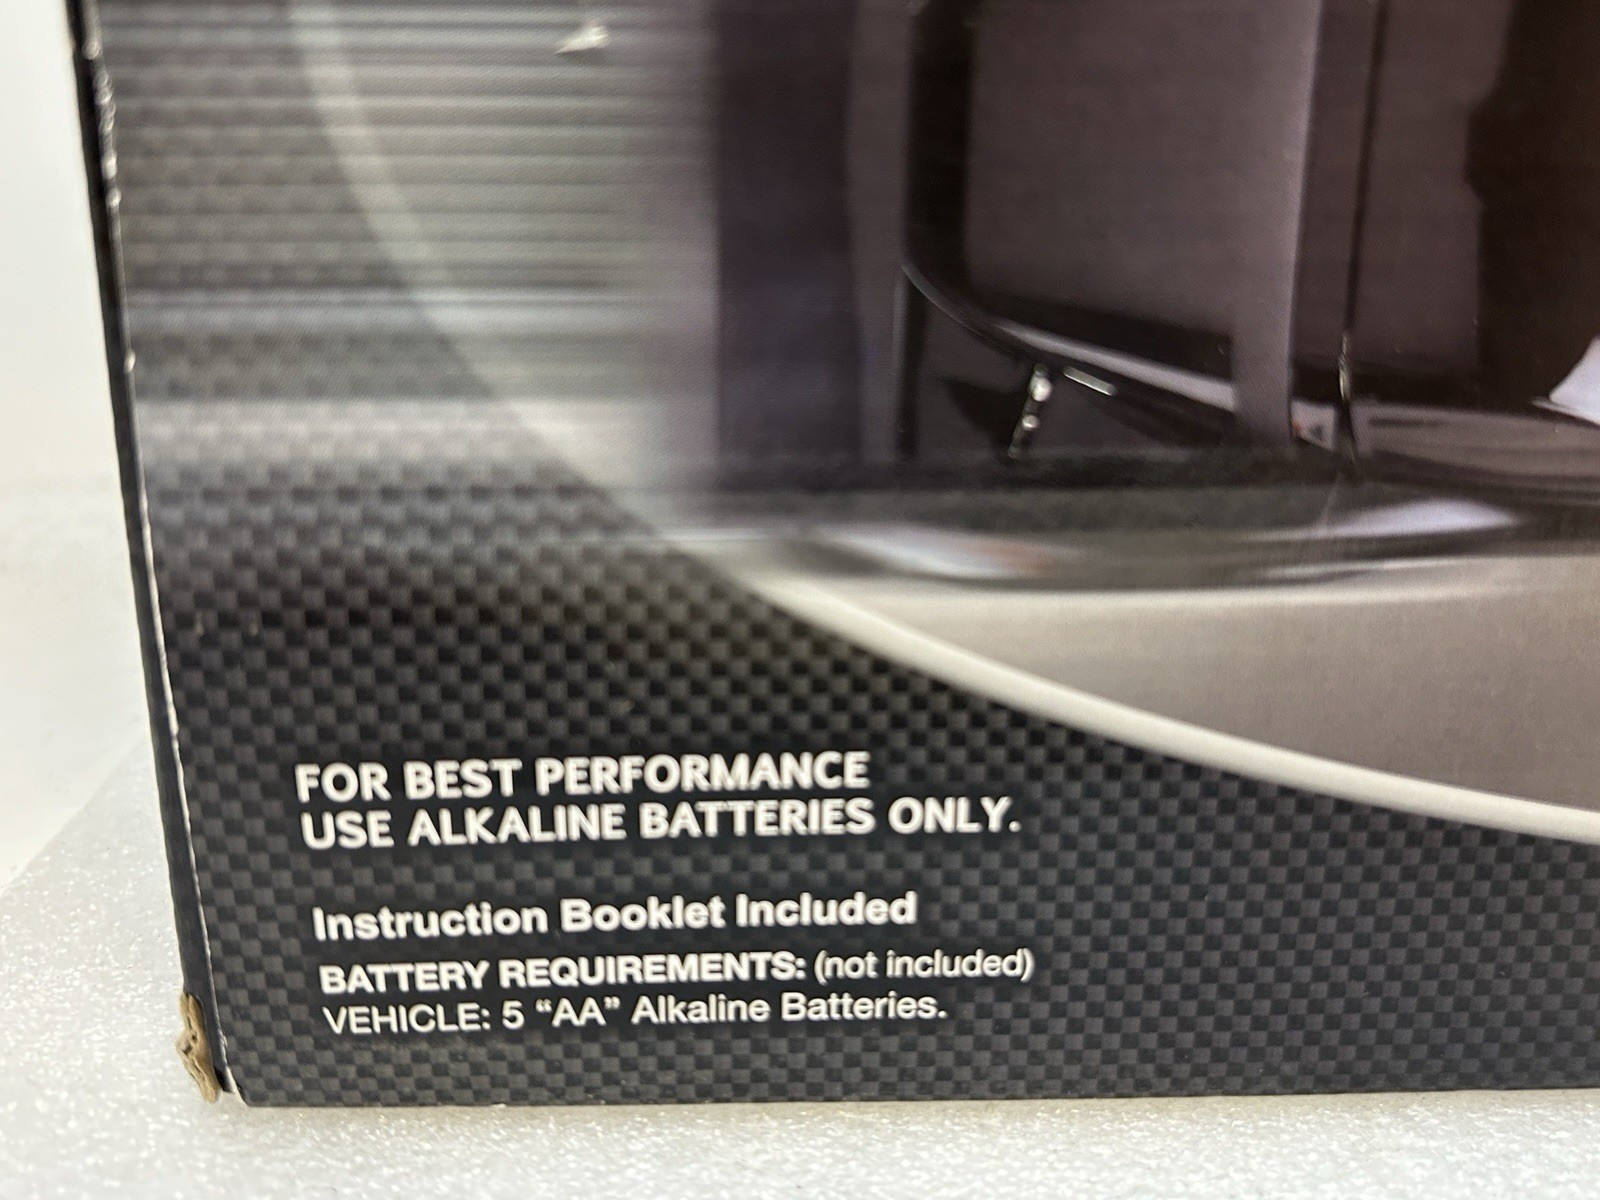 FOR BEST PERFORMANCE
USE ALKALINE BATTERIES ONLY.
Instruction Booklet Included
BATTERY REQUIREMENTS: (not included)
VEHICLE: 5 “AA” Alkaline Batteries.